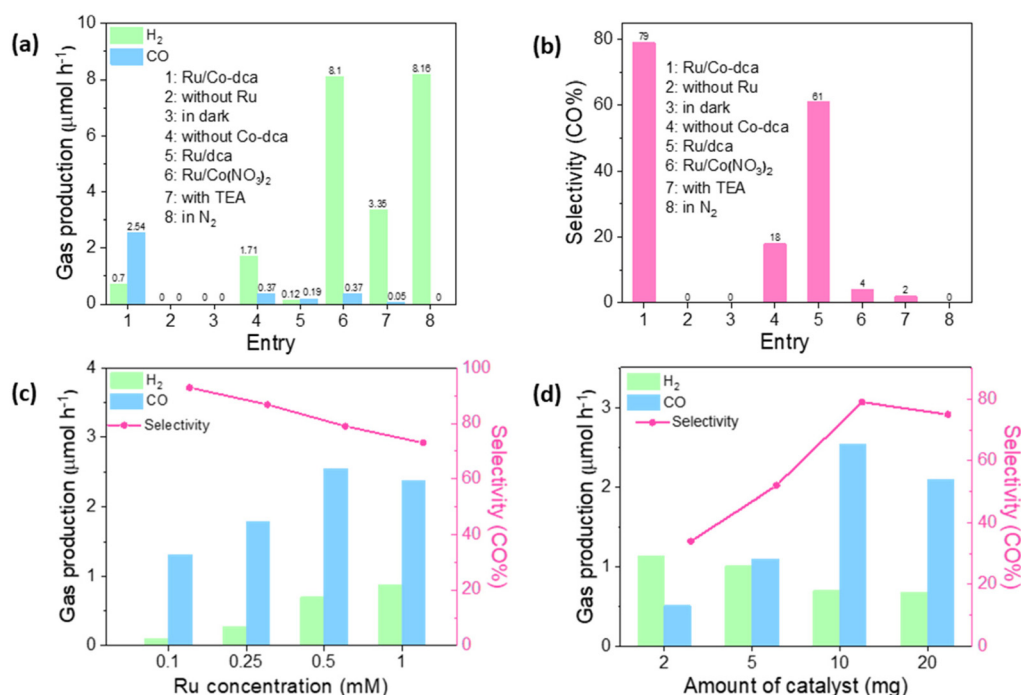 (a)
H₂
CO
1: Ru/Co-dca
2: without Ru
3: in dark
4: without Co-dca
5: Ru/dca
6: Ru/Co(NO₃)₂
7: with TEA
8: in N₂
Gas production (μmol h⁻¹)
10
8
6
4
2
0
0.7
2.54
0
0
0
0
1.71
0.37
0.12
0.19
8.1
0.37
3.35
0.05
8.16
0
1 2 3 4 5 6 7 8
Entry
(b)
1: Ru/Co-dca
2: without Ru
3: in dark
4: without Co-dca
5: Ru/dca
6: Ru/Co(NO₃)₂
7: with TEA
8: in N₂
Selectivity (CO%)
80
60
40
20
0
79
0
0
18
61
4
2
0
1 2 3 4 5 6 7 8
Entry
(c)
H₂
CO
Selectivity
Gas production (μmol h⁻¹)
4
3
2
1
0
0.1 0.25 0.5 1
Ru concentration (mM)
100
80
60
40
20
0
Selectivity (CO%)
(d)
H₂
CO
Selectivity
Gas production (μmol h⁻¹)
3
2
1
0
2 5 10 20
Amount of catalyst (mg)
80
60
40
20
0
Selectivity (CO%)